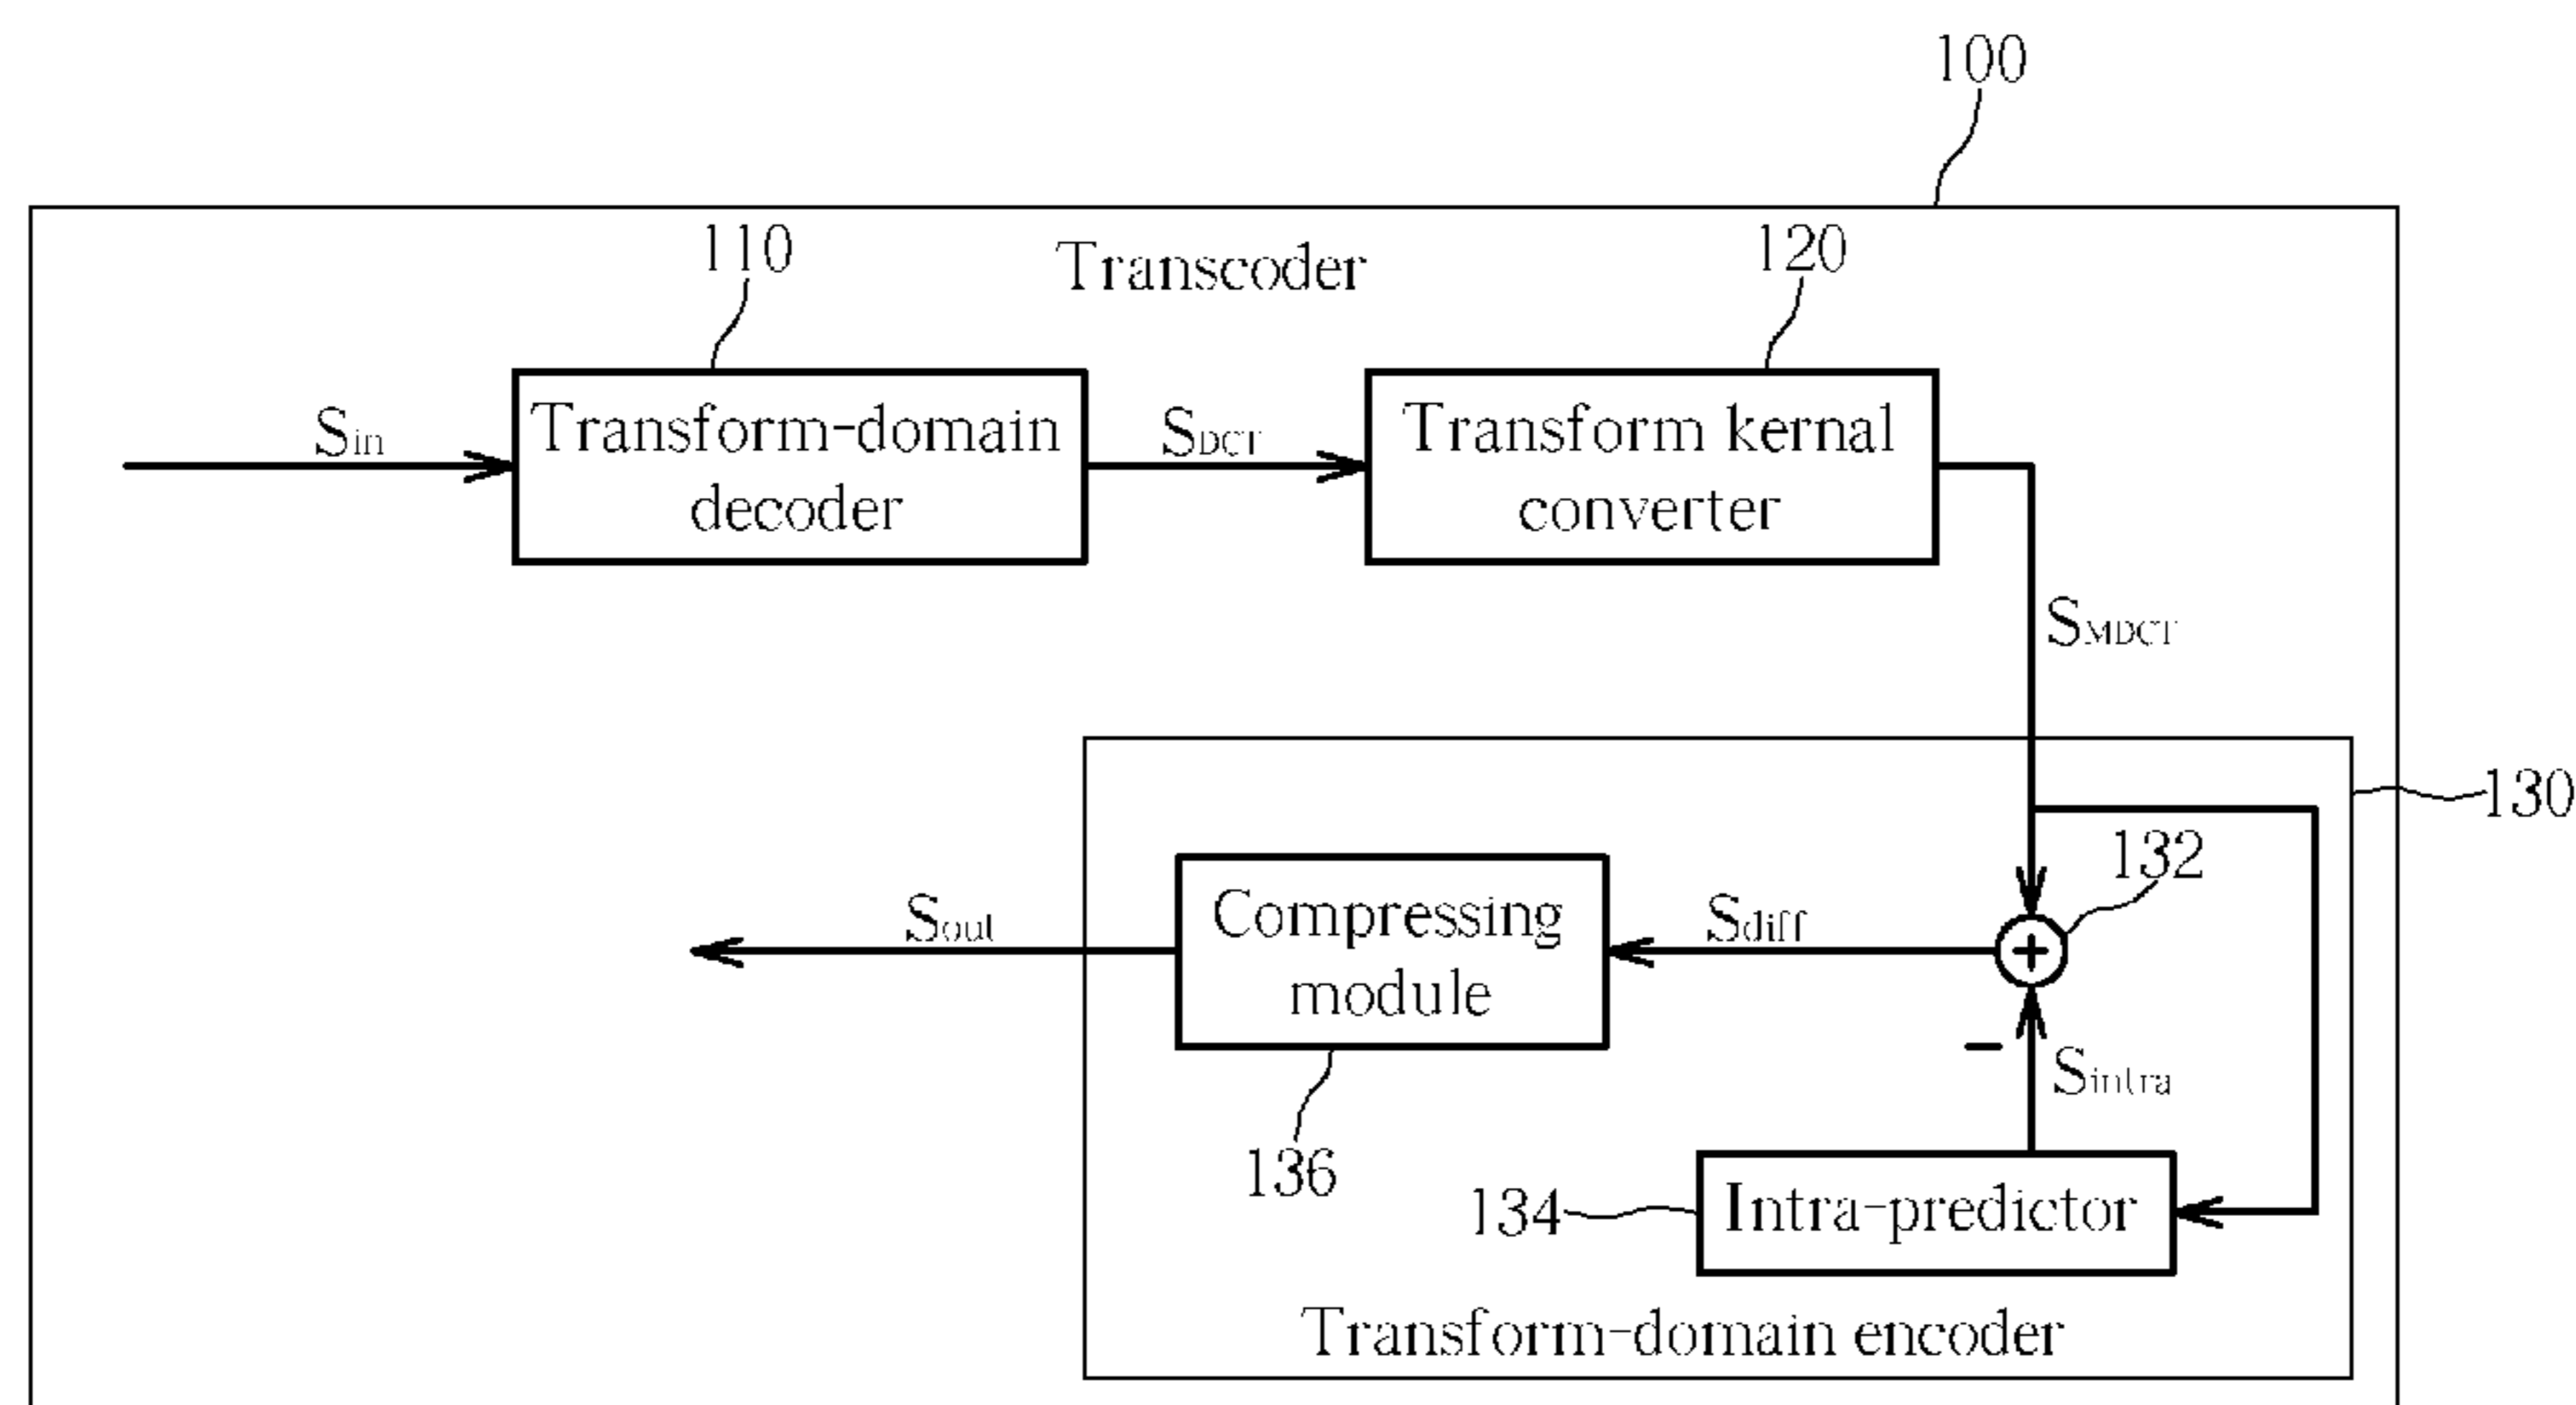 100
Transcoder
110
120
Sin
Transform-domain
decoder
SDCT
Transform kernal
converter
SMDCT
130
132
Sout
Compressing
module
Sdiff
Sintra
136
134
Intra-predictor
Transform-domain encoder